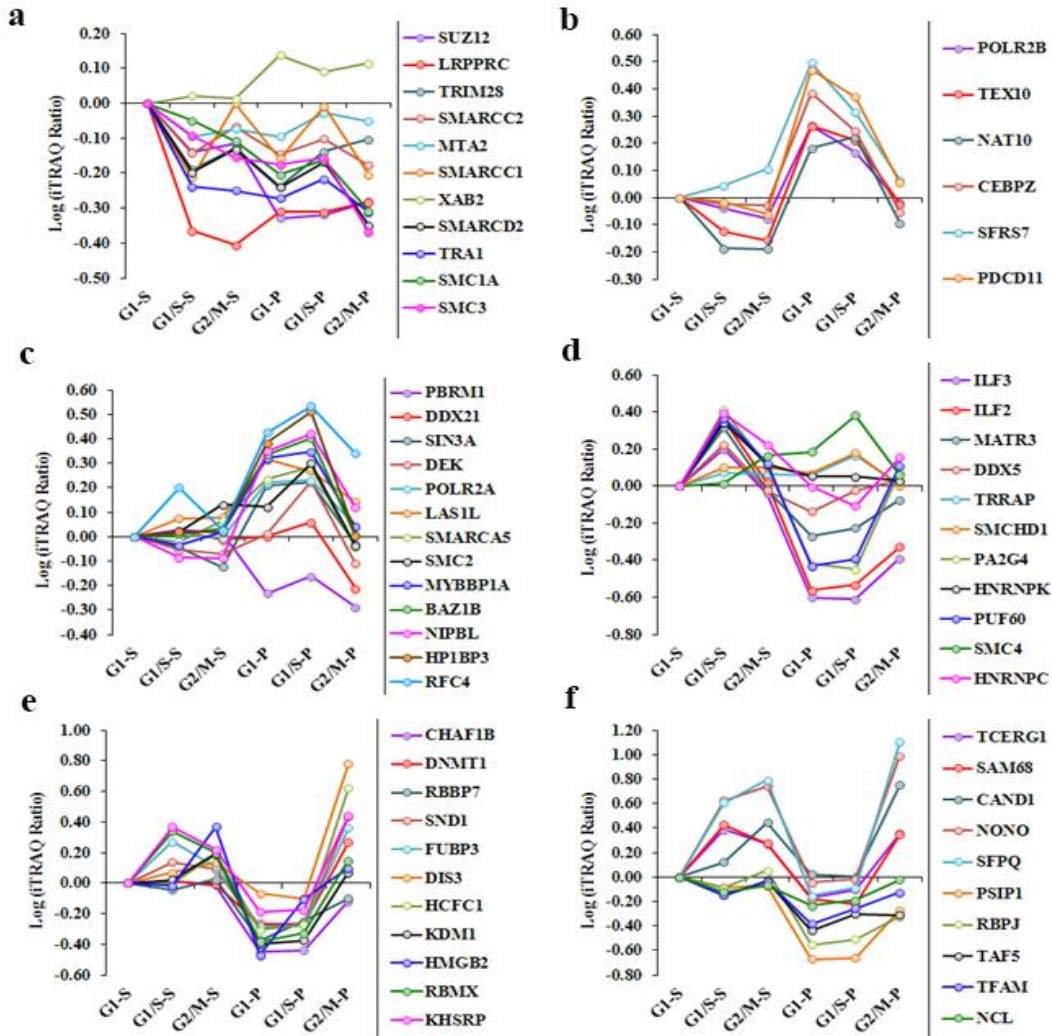 a
Log (iTRAQ Ratio)
0.20
0.10
0.00
-0.10
-0.20
-0.30
-0.40
-0.50
G1-S
G1/S-S
G2/M-S
G1-P
G1/S-P
G2/M-P
SUZ12
LRPPRC
TRIM28
SMARCC2
MTA2
SMARCC1
XAB2
SMARCD2
TRA1
SMC1A
SMC3
b
Log (iTRAQ Ratio)
0.60
0.50
0.40
0.30
0.20
0.10
0.00
-0.10
-0.20
-0.30
G1-S
G1/S-S
G2/M-S
G1-P
G1/S-P
G2/M-P
POLR2B
TEX10
NAT10
CEBPZ
SFRS7
PDCD11
c
Log (iTRAQ Ratio)
0.60
0.50
0.40
0.30
0.20
0.10
0.00
-0.10
-0.20
-0.30
-0.40
G1-S
G1/S-S
G2/M-S
G1-P
G1/S-P
G2/M-P
PBRM1
DDX21
SIN3A
DEK
POLR2A
LAS1L
SMARCA5
SMC2
MYBBP1A
BAZ1B
NIPBL
HP1BP3
RFC4
d
Log (iTRAQ Ratio)
0.60
0.40
0.20
0.00
-0.20
-0.40
-0.60
-0.80
G1-S
G1/S-S
G2/M-S
G1-P
G1/S-P
G2/M-P
ILF3
ILF2
MATR3
DDX5
TRRAP
SMCHD1
PA2G4
HNRNPK
PUF60
SMC4
HNRNPC
e
Log (iTRAQ Ratio)
1.00
0.80
0.60
0.40
0.20
0.00
-0.20
-0.40
-0.60
G1-S
G1/S-S
G2/M-S
G1-P
G1/S-P
G2/M-P
CHAF1B
DNMT1
RBBP7
SND1
FUBP3
DIS3
HCFC1
KDM1
HMGB2
RBMX
KHSRP
f
Log (iTRAQ Ratio)
1.20
1.00
0.80
0.60
0.40
0.20
0.00
-0.20
-0.40
-0.60
-0.80
G1-S
G1/S-S
G2/M-S
G1-P
G1/S-P
G2/M-P
TCERG1
SAM68
CAND1
NONO
SFPQ
PSIP1
RBPJ
TAF5
TFAM
NCL